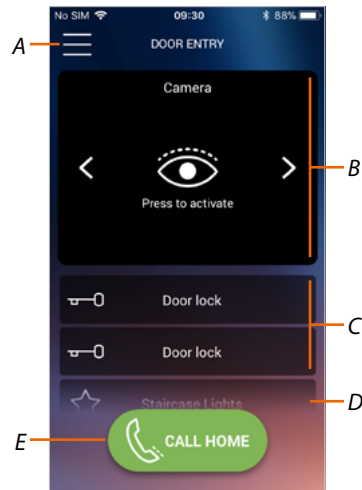 No SIM 09:30 88%
A DOOR ENTRY
Camera
B
Press to activate
Door lock
C
Door lock
Staircase Lights D
E CALL HOME